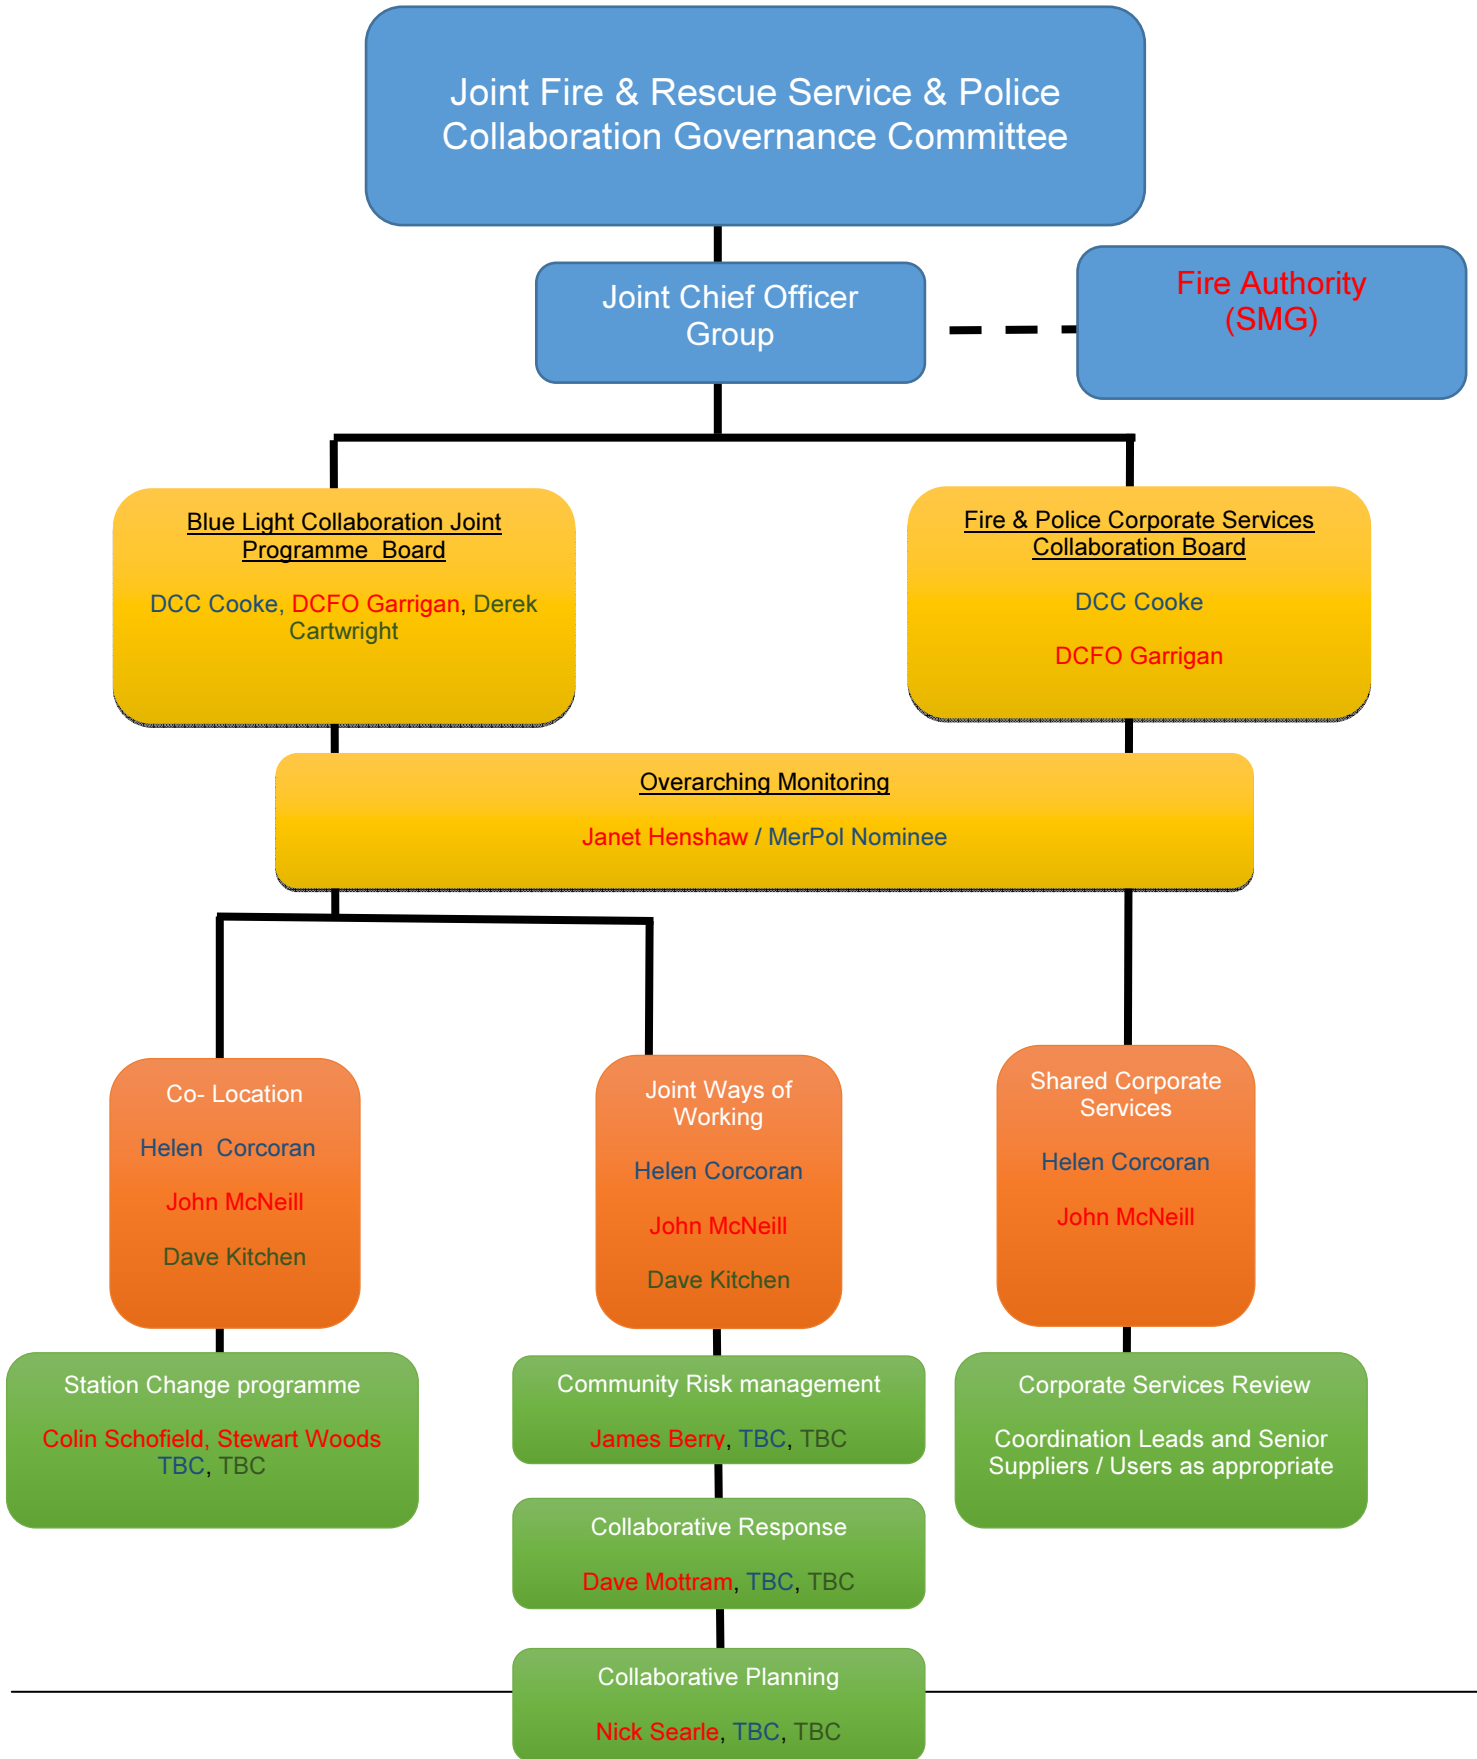 Joint Fire & Rescue Service & Police
Collaboration Governance Committee
Joint Chief Officer
Group
Fire Authority
(SMG)
Blue Light Collaboration Joint
Programme Board
DCC Cooke, DCFO Garrigan, Derek
Cartwright
Fire & Police Corporate Services
Collaboration Board
DCC Cooke
DCFO Garrigan
Overarching Monitoring
Janet Henshaw / MerPol Nominee
Co- Location
Helen Corcoran
John McNeill
Dave Kitchen
Joint Ways of
Working
Helen Corcoran
John McNeill
Dave Kitchen
Shared Corporate
Services
Helen Corcoran
John McNeill
Station Change programme
Colin Schofield, Stewart Woods
TBC, TBC
Community Risk management
James Berry, TBC, TBC
Corporate Services Review
Coordination Leads and Senior
Suppliers / Users as appropriate
Collaborative Response
Dave Mottram, TBC, TBC
Collaborative Planning
Nick Searle, TBC, TBC